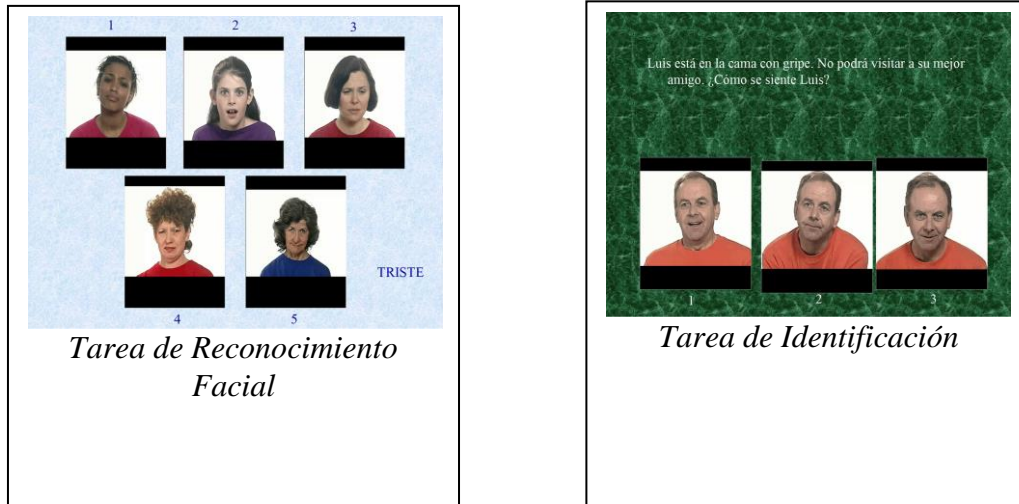 1 2 3
TRISTE
4 5
Tarea de Reconocimiento
Facial
Luis está en la cama con gripe. No podrá visitar a su mejor
amigo. ¿Cómo se siente Luis?
1 2 3
Tarea de Identificación